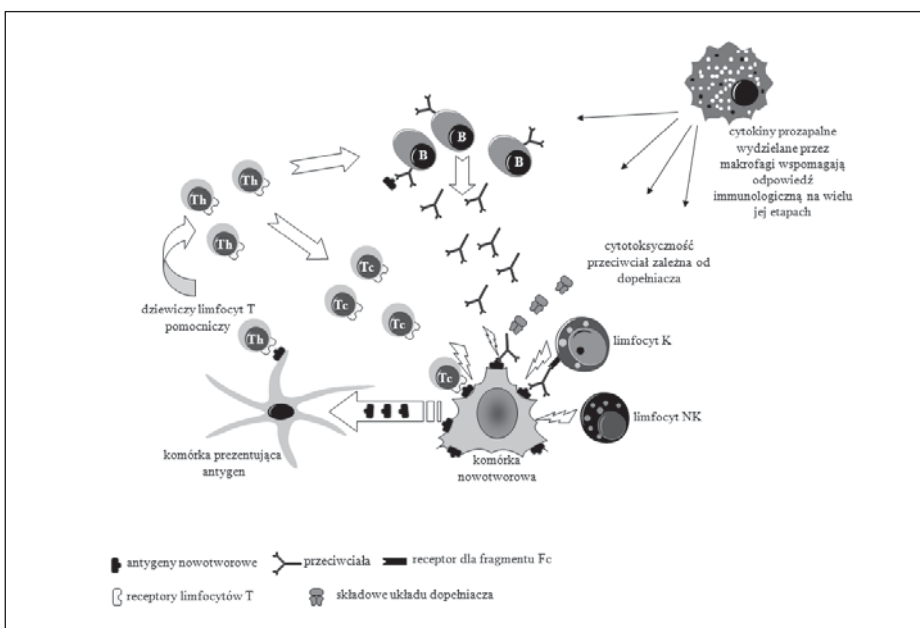 cytokiny prozapalne
wydzielane przez
makrofagi wspomagają
odpowiedź
immunologiczną na wielu
jej etapach
B
B
B
Th
Th
Th
Tc
Tc
Tc
cytotoksyczność
przeciwciał zależna od
dopełniacza
dziewiczy limfocyt T
pomocniczy
Th
limfocyt K
Tc
limfocyt NK
komórka prezentująca
antygen
komórka
nowotworowa
antygeny nowotworowe
przeciwciała
receptor dla fragmentu Fc
receptory limfocytów T
składowe układu dopełniacza